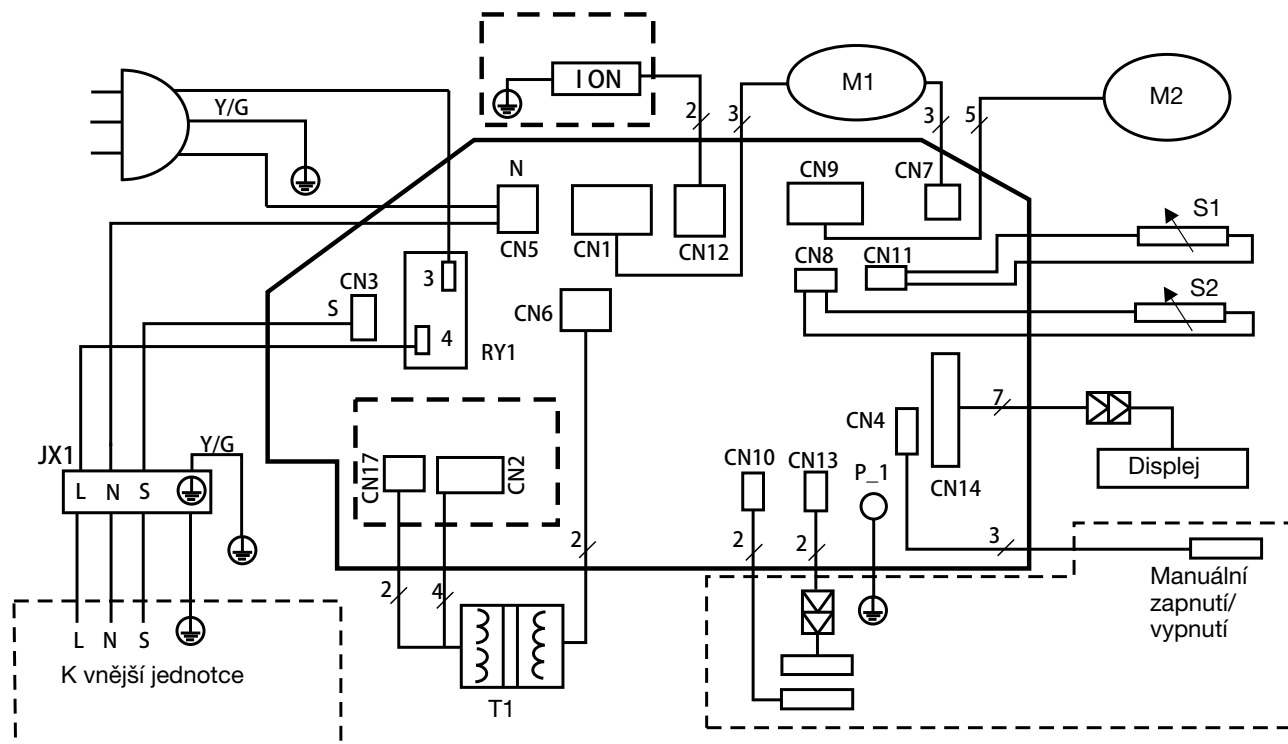 I ON
M1
M2
Y/G
2
3
3
5
N
CN5
CN1
CN12
CN9
CN7
S1
CN8
CN11
S2
CN3
S
3
4
RY1
CN6
7
CN4
CN14
Displej
Y/G
JX1
L N S
CN17
CN2
CN10
CN13
P_1
2
2
2
3
2
4
Manuální
zapnutí/
vypnutí
L N S
K vnější jednotce
T1